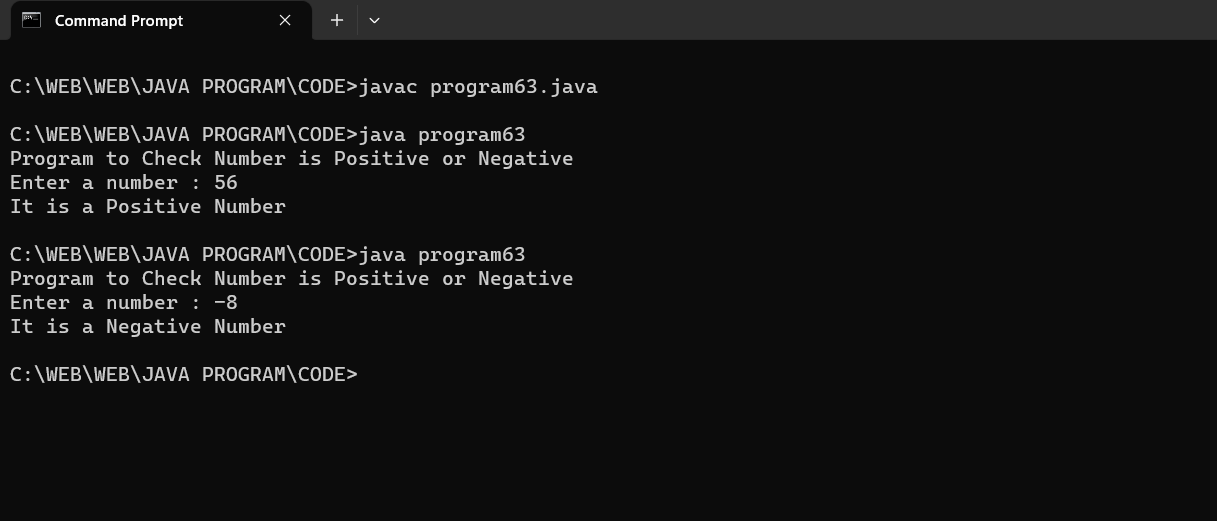 Command Prompt
C:\WEB\WEB\JAVA PROGRAM\CODE>javac program63.java
C:\WEB\WEB\JAVA PROGRAM\CODE>java program63
Program to Check Number is Positive or Negative
Enter a number : 56
It is a Positive Number
C:\WEB\WEB\JAVA PROGRAM\CODE>java program63
Program to Check Number is Positive or Negative
Enter a number : -8
It is a Negative Number
C:\WEB\WEB\JAVA PROGRAM\CODE>